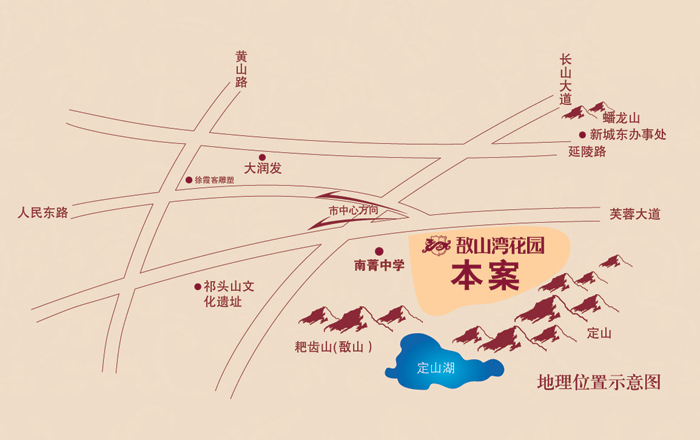 黄山路
长山大道
蟠龙山
新城东办事处
延陵路
大润发
徐霞客雕塑
人民东路
市中心方向
芙蓉大道
敔山湾花园
本案
南菁中学
祁头山文
化遗址
耙齿山(敔山)
定山
定山湖
地理位置示意图